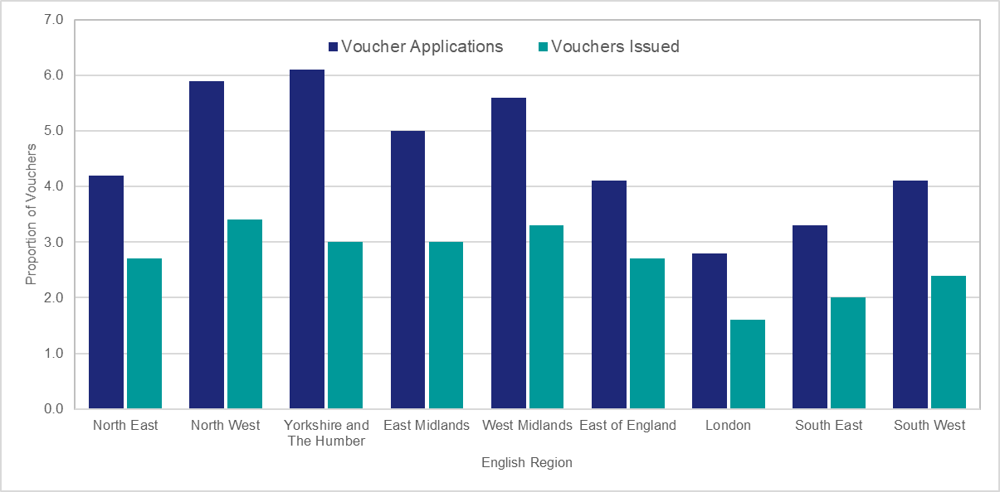 7.0
Voucher Applications Vouchers Issued
6.0
5.0
4.0
3.0
2.0
1.0
0.0
Proportion of Vouchers
North East North West Yorkshire and The Humber East Midlands West Midlands East of England London South East South West
English Region